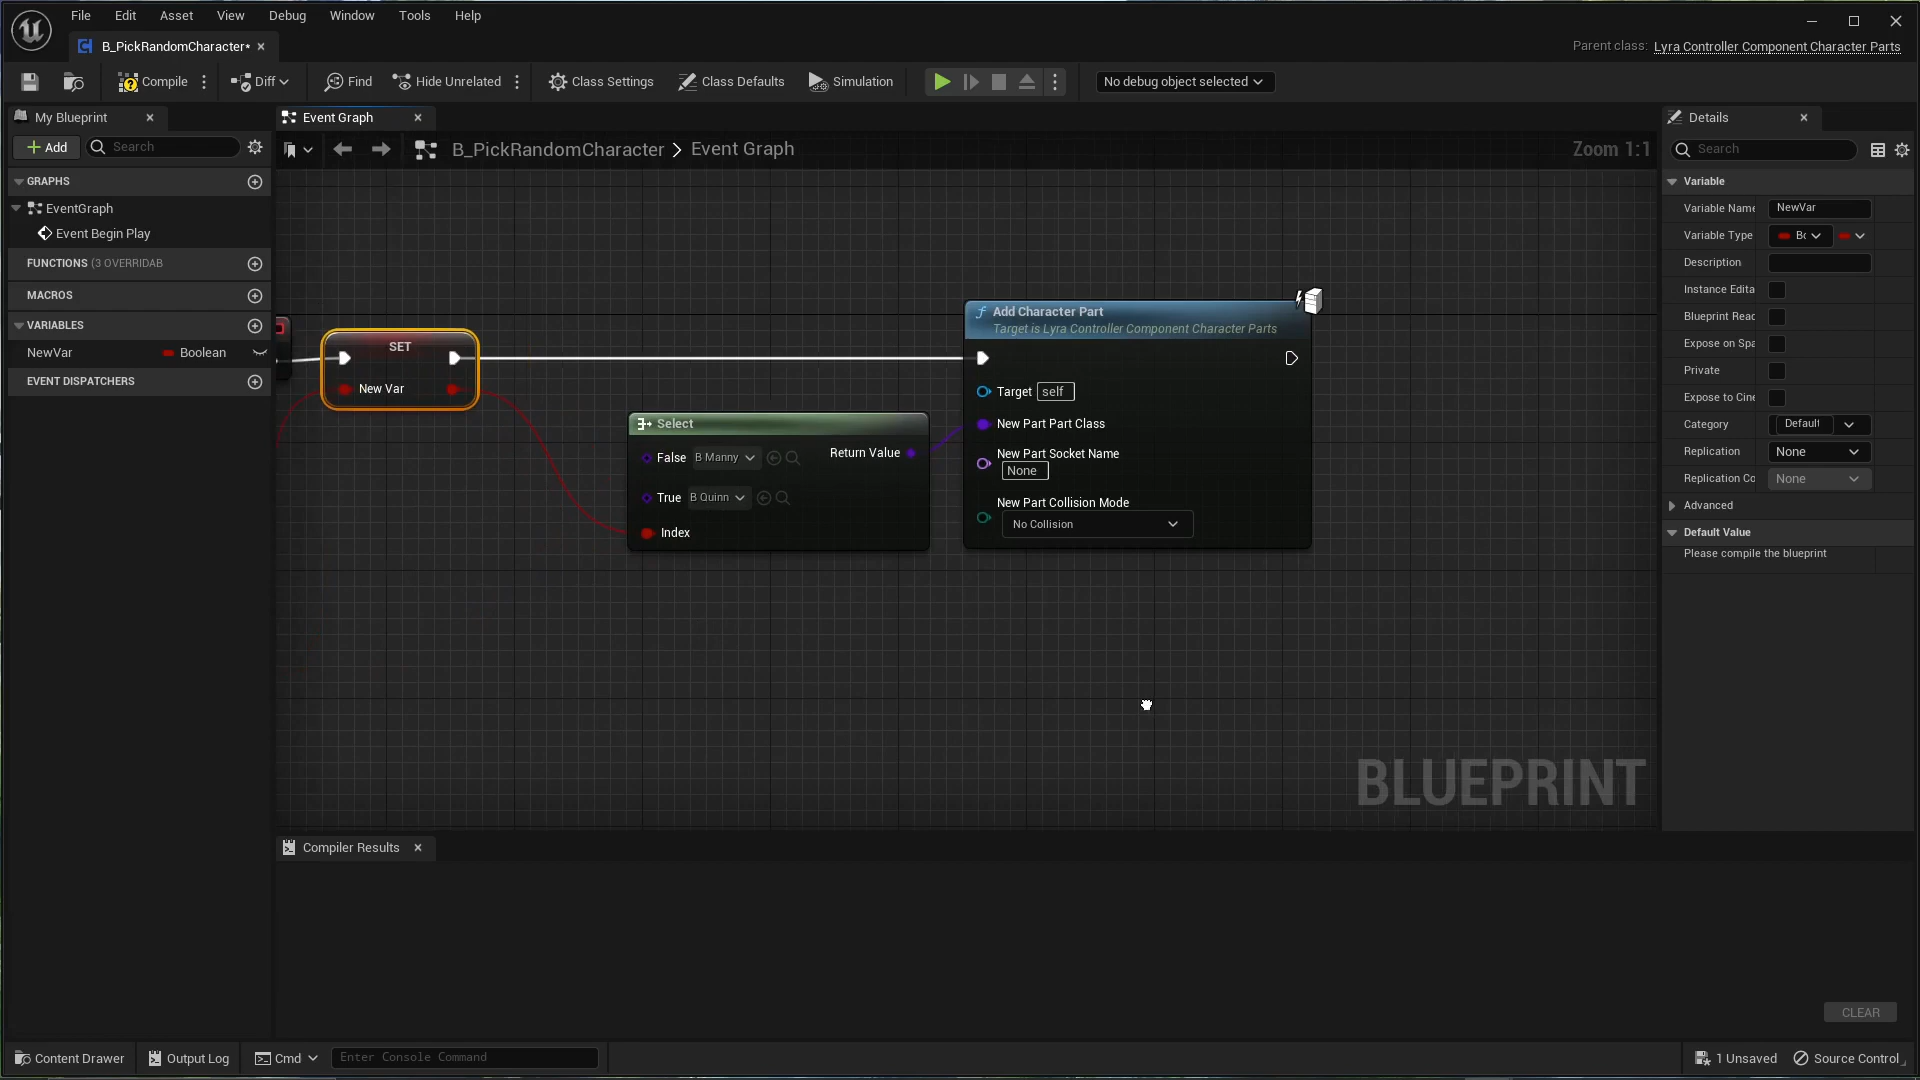 File Edit Asset View Debug Window Tools Help
B_PickRandomCharacter*
Parent class: Lyra Controller Component Character Parts
Compile Diff Find Hide Unrelated Class Settings Class Defaults Simulation No debug object selected
My Blueprint
Event Graph
Details
Add Search
B_PickRandomCharacter > Event Graph
Zoom 1:1
Search
GRAPHS
EventGraph
Event Begin Play
FUNCTIONS (3 OVERRIDAB
MACROS
VARIABLES
NewVar Boolean
EVENT DISPATCHERS
SET
New Var
Select
False B Manny
Return Value
True B Quinn
Index
Add Character Part
Target is Lyra Controller Component Character Parts
Target self
New Part Part Class
New Part Socket Name
None
New Part Collision Mode
No Collision
BLUEPRINT
Variable
Variable Name NewVar
Variable Type Bc
Description
Instance Edita
Blueprint Reac
Expose on Spa
Private
Expose to Cine
Category Default
Replication None
Replication Co None
Advanced
Default Value
Please compile the blueprint
Compiler Results
CLEAR
Content Drawer Output Log Cmd Enter Console Command
1 Unsaved Source Control